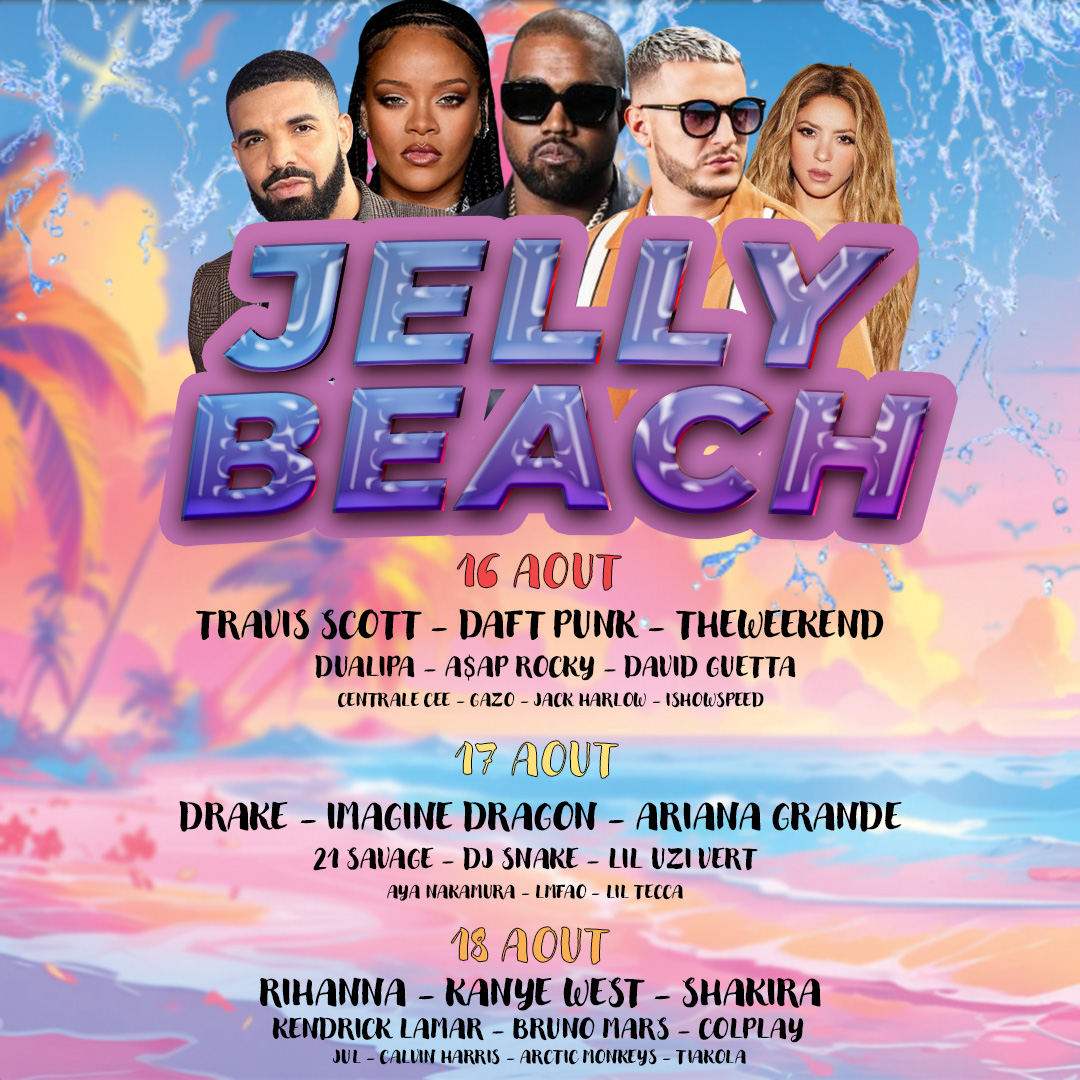 JELLY
BEACH
16 AOUT
TRAVIS SCOTT - DAFT PUNK - THEWEEKEND
DUALIPA - A$AP ROCKY - DAVID GUETTA
CENTRALE CEE - GAZO - JACK HARLOW - ISHOWSPEED
17 AOUT
DRAKE - IMAGINE DRAGON - ARIANA GRANDE
21 SAVAGE - DJ SNAKE - LIL UZI VERT
AYA NAKAMURA - LMFAO - LIL TECCA
18 AOUT
RIHANNA - KANYE WEST - SHAKIRA
KENDRICK LAMAR - BRUNO MARS - COLPLAY
JUL - CALVIN HARRIS - ARCTIC MONKEYS - TIAKOLA